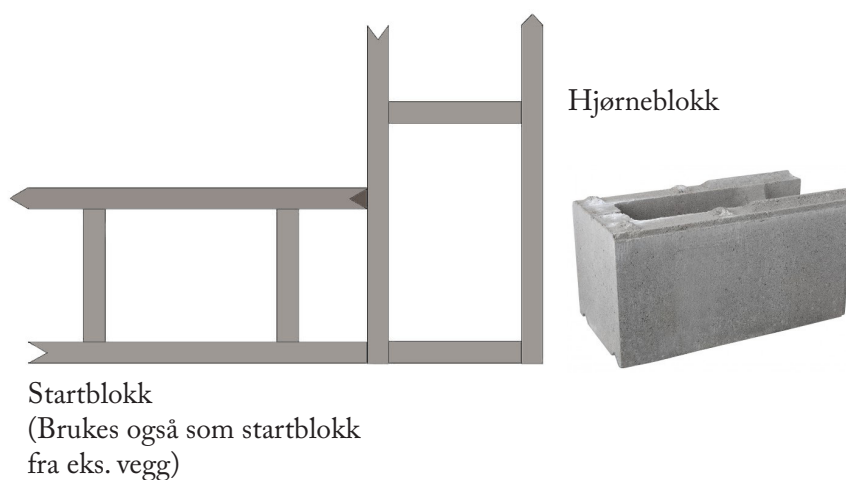 Hjørneblokk
Startblokk
(Brukes også som startblokk
fra eks. vegg)